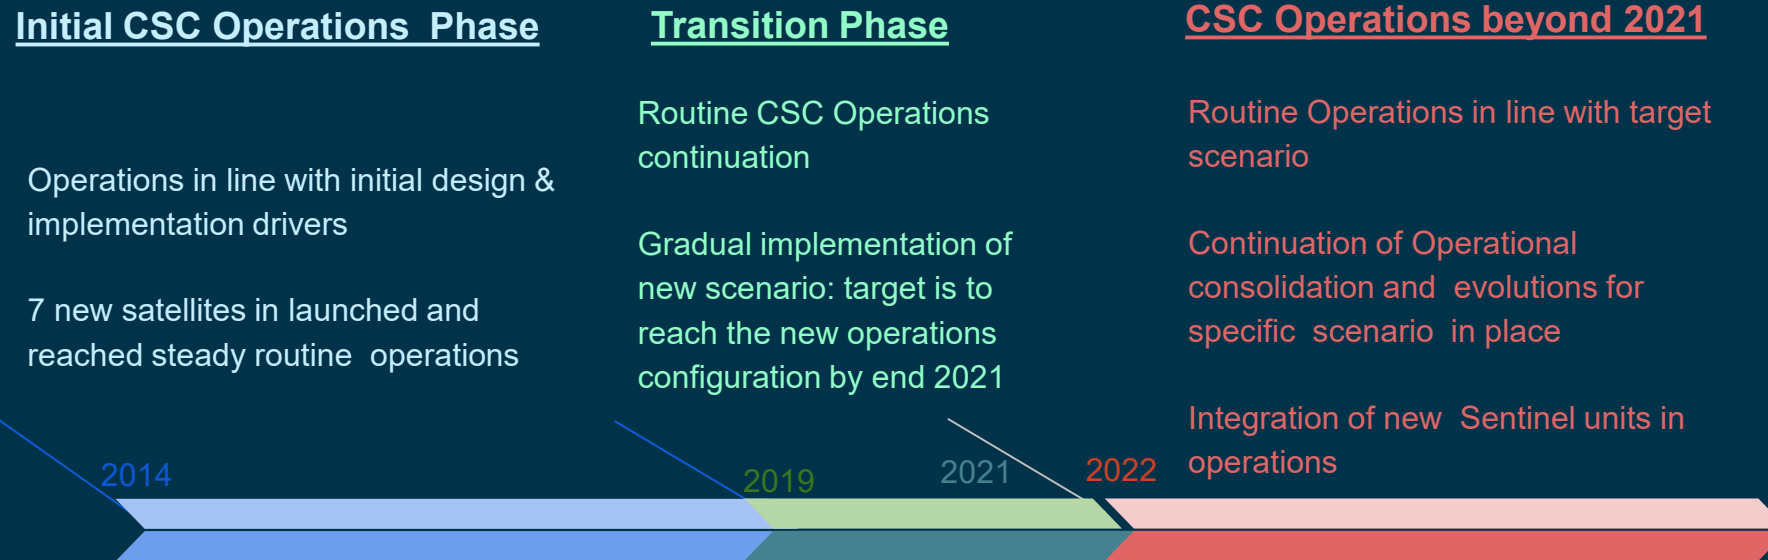 Initial CSC Operations  Phase
Operations in line with initial design &
implementation drivers
7 new satellites in launched and
reached steady routine  operations
Transition Phase
Routine CSC Operations
continuation
Gradual implementation of
new scenario: target is to
reach the new operations
configuration by end 2021
CSC Operations beyond 2021
Routine Operations in line with target
scenario
Continuation of Operational
consolidation and  evolutions for
specific  scenario  in place
Integration of new  Sentinel units in
operations
2014
2019
2021
2022